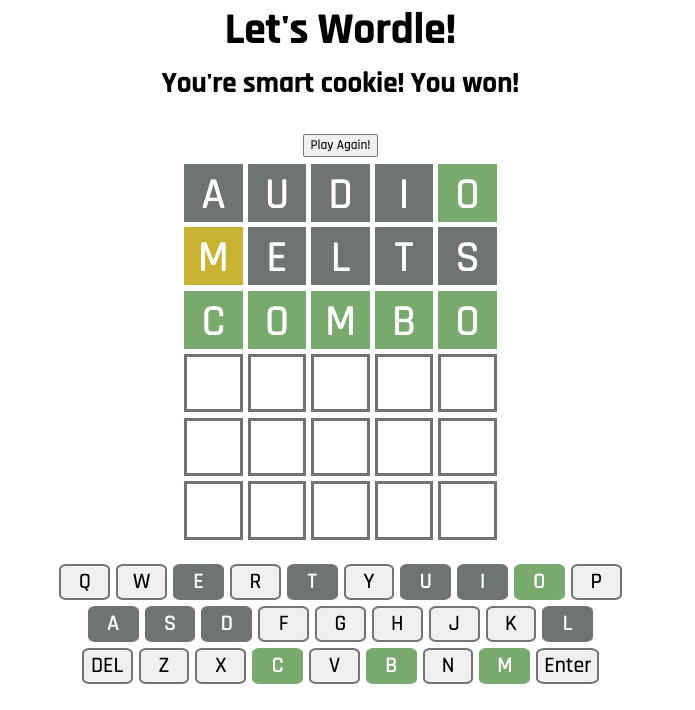 Let's Wordle!
You're smart cookie! You won!
Play Again!
A U D I O
M E L T S
C O M B O
Q W E R T Y U I O P
A S D F G H J K L
DEL Z X C V B N M Enter